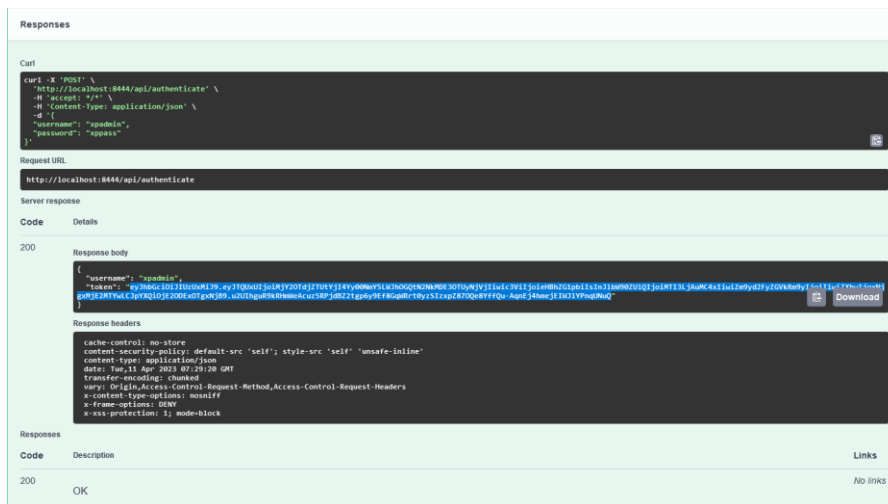 Responses
Curl
curl -X 'POST' \
'http://localhost:8444/api/authenticate' \
-H 'accept: */*' \
-H 'Content-Type: application/json' \
-d '{
"username": "xpadmin",
"password": "xppass"
}'
Request URL
http://localhost:8444/api/authenticate
Server response
Code Details
200
Response body
{
"username": "xpadmin",
"token":
Download
}
Response headers
cache-control: no-store
content-security-policy: default-src 'self'; style-src 'self' 'unsafe-inline'
content-type: application/json
date: Tue,11 Apr 2023 07:29:20 GMT
transfer-encoding: chunked
vary: Origin,Access-Control-Request-Method,Access-Control-Request-Headers
x-content-type-options: nosniff
x-frame-options: DENY
x-xss-protection: 1; mode=block
Responses
Code Description Links
200 OK No links